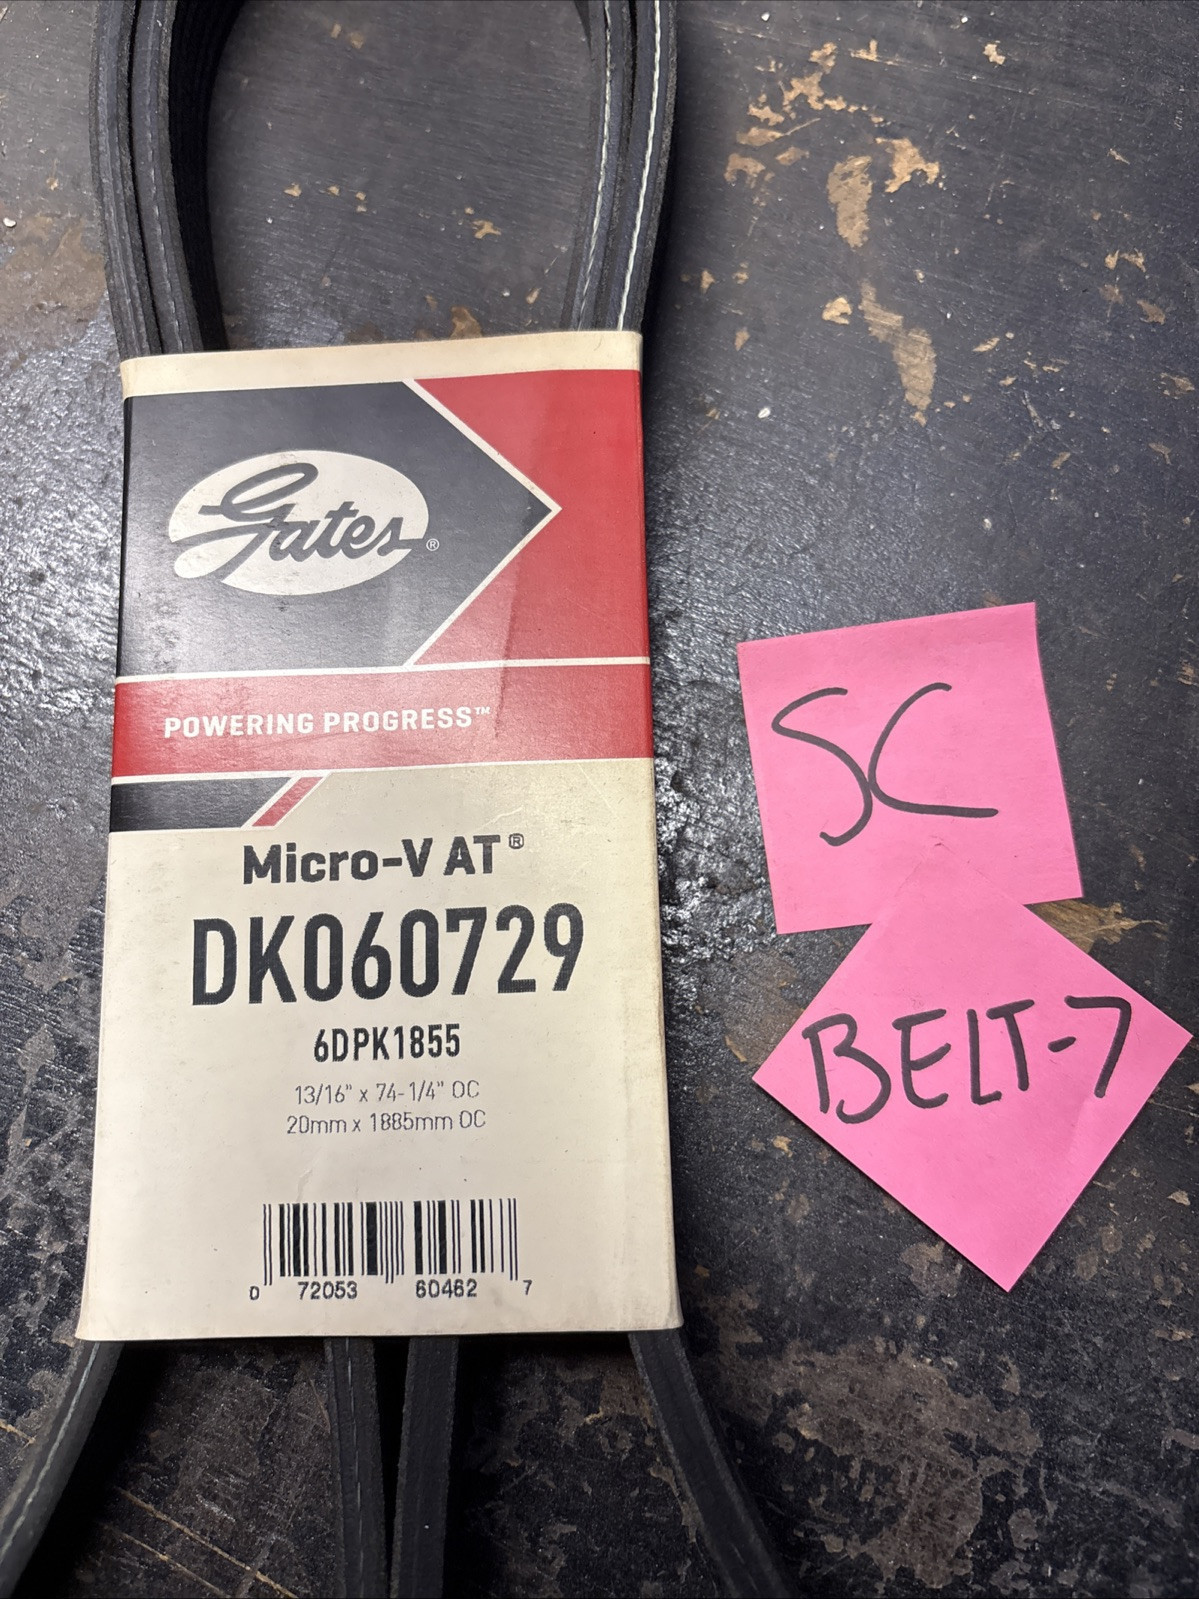 Gates®
POWERING PROGRESS™
Micro-V AT®
DK060729
6DPK1855
13/16" x 74-1/4" OC
20mm x 1885mm OC
0 72053 60462 7
SC
BELT-7